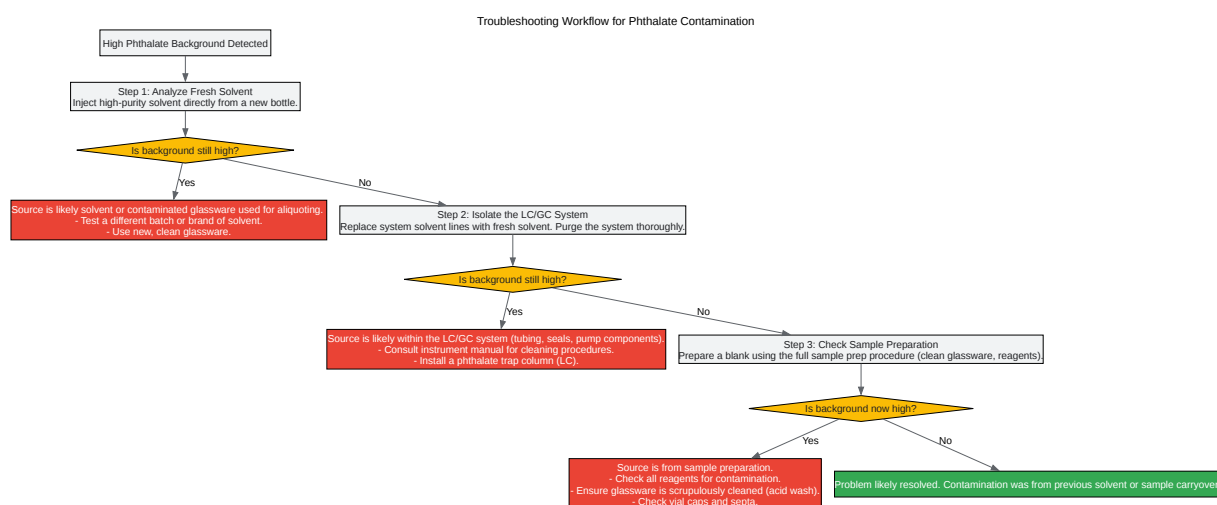 Troubleshooting Workflow for Phthalate Contamination
High Phthalate Background Detected
Step 1: Analyze Fresh Solvent
Inject high-purity solvent directly from a new bottle.
Is background still high?
Yes
No
Source is likely solvent or contaminated glassware used for aliquoting.
- Test a different batch or brand of solvent.
- Use new, clean glassware.
Step 2: Isolate the LC/GC System
Replace system solvent lines with fresh solvent. Purge the system thoroughly.
Is background still high?
Yes
No
Source is likely within the LC/GC system (tubing, seals, pump components).
- Consult instrument manual for cleaning procedures.
- Install a phthalate trap column (LC).
Step 3: Check Sample Preparation
Prepare a blank using the full sample prep procedure (clean glassware, reagents).
Is background now high?
Yes
No
Source is from sample preparation.
- Check all reagents for contamination.
- Ensure glassware is scrupulously cleaned (acid wash).
- Check vial caps and septa.
Problem likely resolved. Contamination was from previous solvent or sample carryover